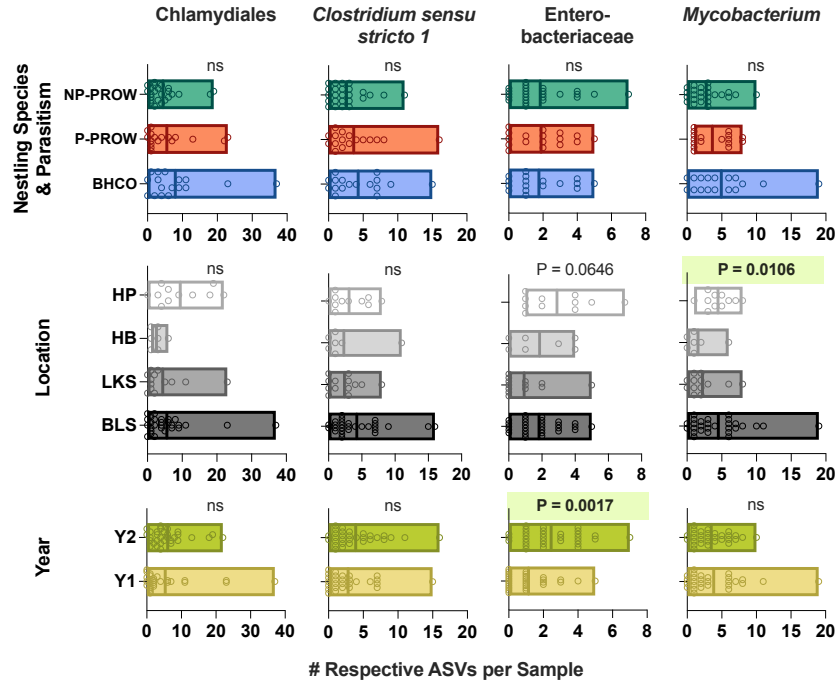 Chlamydiales
Clostridium sensu
stricto 1
Entero-
bacteriaceae
Mycobacterium
Nestling Species
& Parasitism
ns
ns
ns
ns
NP-PROW
P-PROW
BHCO
0 10 20 30 40
0 5 10 15 20
0 2 4 6 8
0 5 10 15 20
Location
ns
ns
P = 0.0646
P = 0.0106
HP
HB
LKS
BLS
0 10 20 30 40
0 5 10 15 20
0 2 4 6 8
0 5 10 15 20
Year
ns
ns
P = 0.0017
ns
Y2
Y1
0 10 20 30 40
0 5 10 15 20
0 2 4 6 8
0 5 10 15 20
# Respective ASVs per Sample